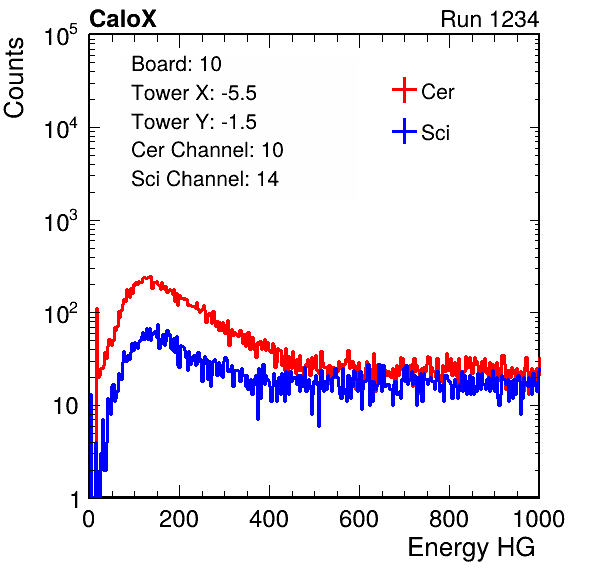 CaloX Run 1234
Counts
10^5
10^4
10^3
10^2
10
1
Board: 10
Tower X: -5.5
Tower Y: -1.5
Cer Channel: 10
Sci Channel: 14
Cer
Sci
0 200 400 600 800 1000
Energy HG